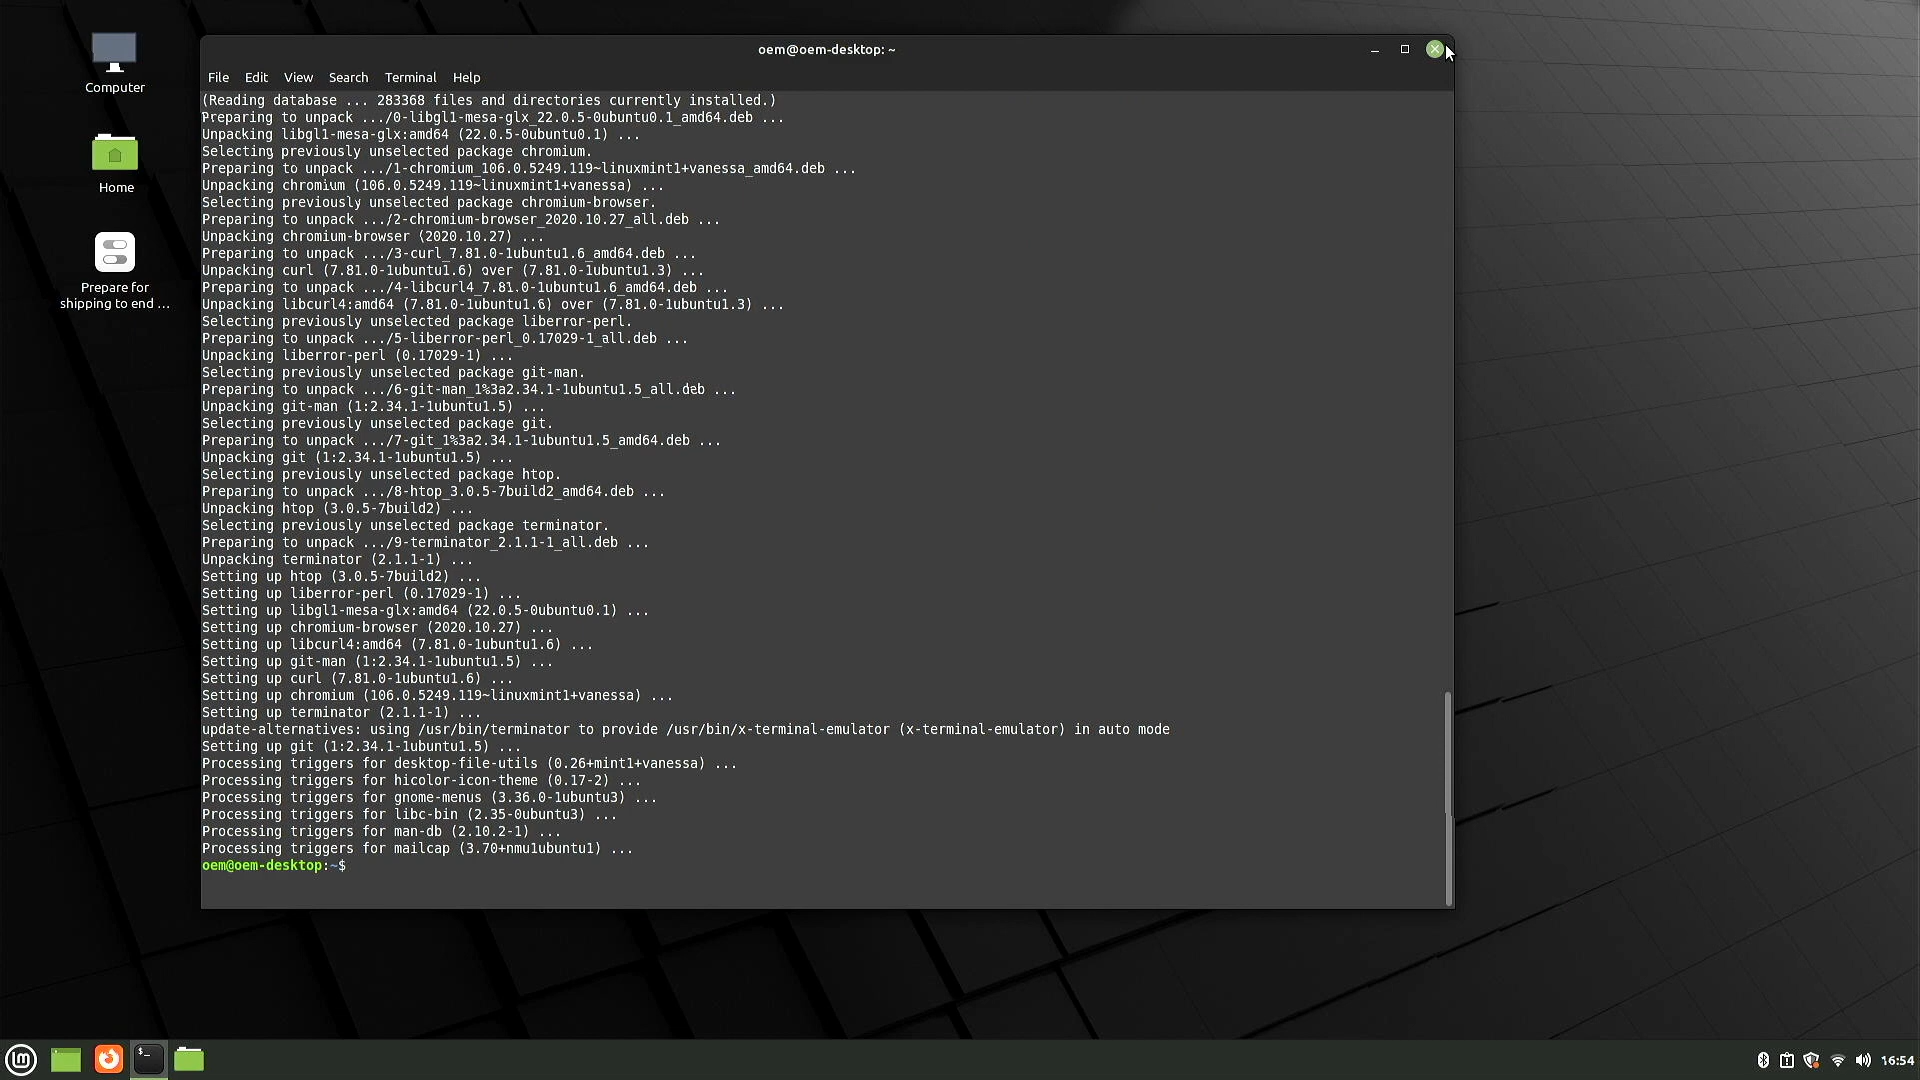 oem@oem-desktop: ~
File Edit View Search Terminal Help
(Reading database ... 283368 files and directories currently installed.)
Preparing to unpack .../0-libgl1-mesa-glx_22.0.5-0ubuntu0.1_amd64.deb ...
Unpacking libgl1-mesa-glx:amd64 (22.0.5-0ubuntu0.1) ...
Selecting previously unselected package chromium.
Preparing to unpack .../1-chromium_106.0.5249.119~linuxmint1+vanessa_amd64.deb ...
Unpacking chromium (106.0.5249.119~linuxmint1+vanessa) ...
Selecting previously unselected package chromium-browser.
Preparing to unpack .../2-chromium-browser_2020.10.27_all.deb ...
Unpacking chromium-browser (2020.10.27) ...
Preparing to unpack .../3-curl_7.81.0-1ubuntu1.6_amd64.deb ...
Unpacking curl (7.81.0-1ubuntu1.6) over (7.81.0-1ubuntu1.3) ...
Preparing to unpack .../4-libcurl4_7.81.0-1ubuntu1.6_amd64.deb ...
Unpacking libcurl4:amd64 (7.81.0-1ubuntu1.6) over (7.81.0-1ubuntu1.3) ...
Selecting previously unselected package liberror-perl.
Preparing to unpack .../5-liberror-perl_0.17029-1_all.deb ...
Unpacking liberror-perl (0.17029-1) ...
Selecting previously unselected package git-man.
Preparing to unpack .../6-git-man_1%3a2.34.1-1ubuntu1.5_all.deb ...
Unpacking git-man (1:2.34.1-1ubuntu1.5) ...
Selecting previously unselected package git.
Preparing to unpack .../7-git_1%3a2.34.1-1ubuntu1.5_amd64.deb ...
Unpacking git (1:2.34.1-1ubuntu1.5) ...
Selecting previously unselected package htop.
Preparing to unpack .../8-htop_3.0.5-7build2_amd64.deb ...
Unpacking htop (3.0.5-7build2) ...
Selecting previously unselected package terminator.
Preparing to unpack .../9-terminator_2.1.1-1_all.deb ...
Unpacking terminator (2.1.1-1) ...
Setting up htop (3.0.5-7build2) ...
Setting up liberror-perl (0.17029-1) ...
Setting up libgl1-mesa-glx:amd64 (22.0.5-0ubuntu0.1) ...
Setting up chromium-browser (2020.10.27) ...
Setting up libcurl4:amd64 (7.81.0-1ubuntu1.6) ...
Setting up git-man (1:2.34.1-1ubuntu1.5) ...
Setting up curl (7.81.0-1ubuntu1.6) ...
Setting up chromium (106.0.5249.119~linuxmint1+vanessa) ...
Setting up terminator (2.1.1-1) ...
update-alternatives: using /usr/bin/terminator to provide /usr/bin/x-terminal-emulator (x-terminal-emulator) in auto mode
Setting up git (1:2.34.1-1ubuntu1.5) ...
Processing triggers for desktop-file-utils (0.26+mint1+vanessa) ...
Processing triggers for hicolor-icon-theme (0.17-2) ...
Processing triggers for gnome-menus (3.36.0-1ubuntu3) ...
Processing triggers for libc-bin (2.35-0ubuntu3) ...
Processing triggers for man-db (2.10.2-1) ...
Processing triggers for mailcap (3.70+nmu1ubuntu1) ...
oem@oem-desktop:~$
Computer
Home
Prepare for
shipping to end ...
$_
16:54